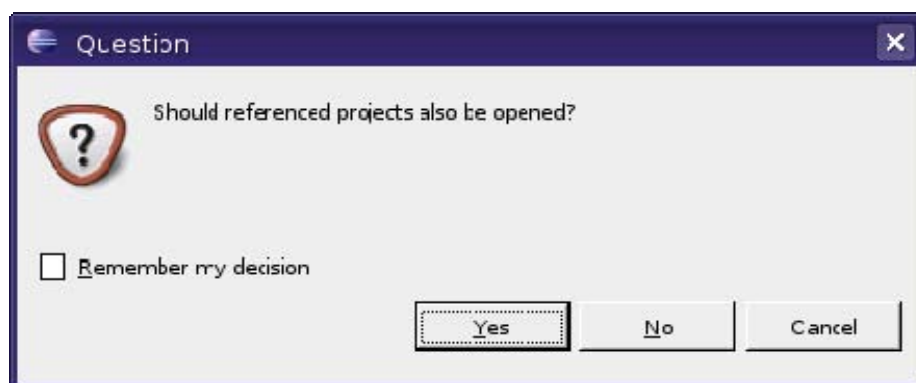 Question
Should referenced projects also be opened?
Remember my decision
Yes
No
Cancel